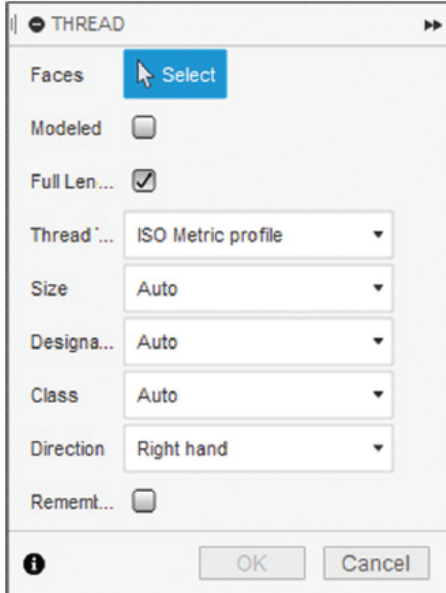 THREAD
Faces Select
Modeled
Full Len...
Thread T... ISO Metric profile
Size Auto
Designa... Auto
Class Auto
Direction Right hand
Rememb...
OK Cancel